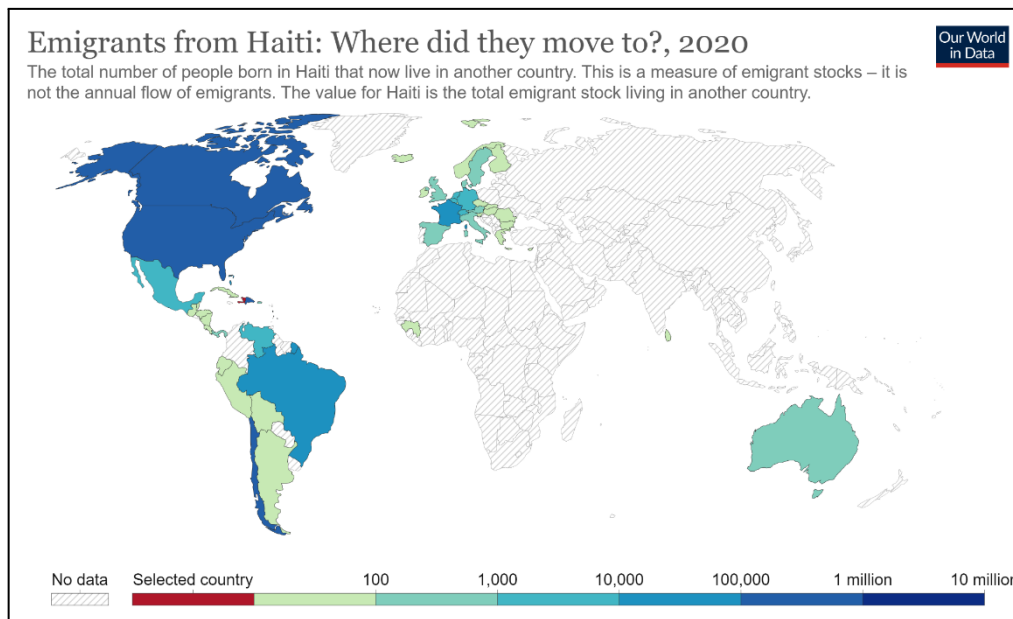 Emigrants from Haiti: Where did they move to?, 2020
Our World
in Data
The total number of people born in Haiti that now live in another country. This is a measure of emigrant stocks – it is
not the annual flow of emigrants. The value for Haiti is the total emigrant stock living in another country.
No data Selected country 100 1,000 10,000 100,000 1 million 10 million